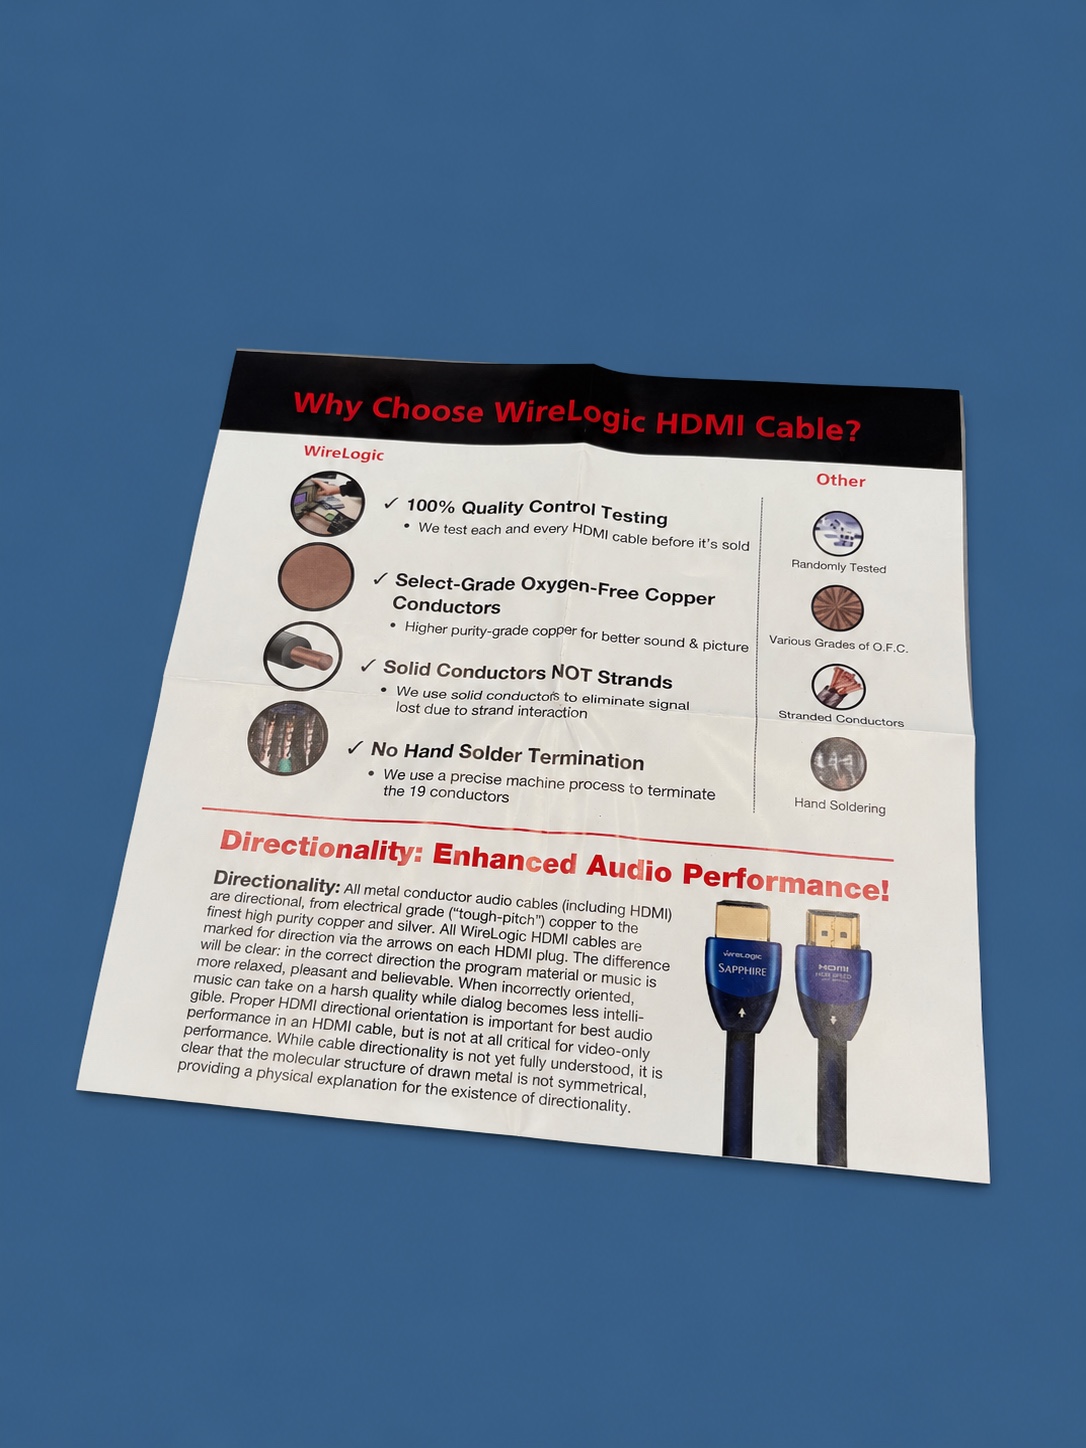 Why Choose WireLogic HDMI Cable?
WireLogic
✓ 100% Quality Control Testing
• We test each and every HDMI cable before it's sold
✓ Select-Grade Oxygen-Free Copper
Conductors
• Higher purity-grade copper for better sound & picture
✓ Solid Conductors NOT Strands
• We use solid conductors to eliminate signal
lost due to strand interaction
✓ No Hand Solder Termination
• We use a precise machine process to terminate
the 19 conductors
Other
Randomly Tested
Various Grades of O.F.C.
Stranded Conductors
Hand Soldering
Directionality: Enhanced Audio Performance!
Directionality: All metal conductor audio cables (including HDMI)
are directional, from electrical grade (“tough-pitch”) copper to the
finest high purity copper and silver. All WireLogic HDMI cables are
marked for direction via the arrows on each HDMI plug. The difference
will be clear: in the correct direction the program material or music is
more relaxed, pleasant and believable. When incorrectly oriented,
music can take on a harsh quality while dialog becomes less intelli-
gible. Proper HDMI directional orientation is important for best audio
performance in an HDMI cable, but is not at all critical for video-only
performance. While cable directionality is not yet fully understood, it is
clear that the molecular structure of drawn metal is not symmetrical,
providing a physical explanation for the existence of directionality.
WIRELOGIC
SAPPHIRE
HDMI